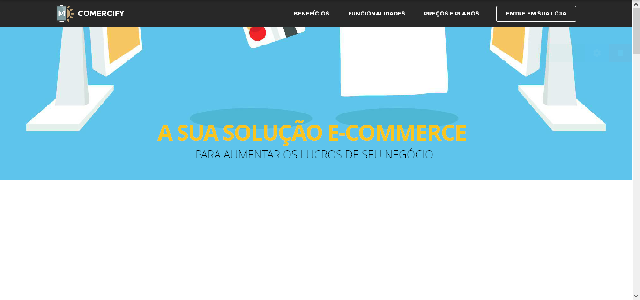 COMERCIFY
BENEFÍCIOS
FUNCIONALIDADES
PREÇOS E PLANOS
ENTRE EM SUA LOJA
A SUA SOLUÇÃO E-COMMERCE
PARA AUMENTAR OS LUCROS DE SEU NEGÓCIO